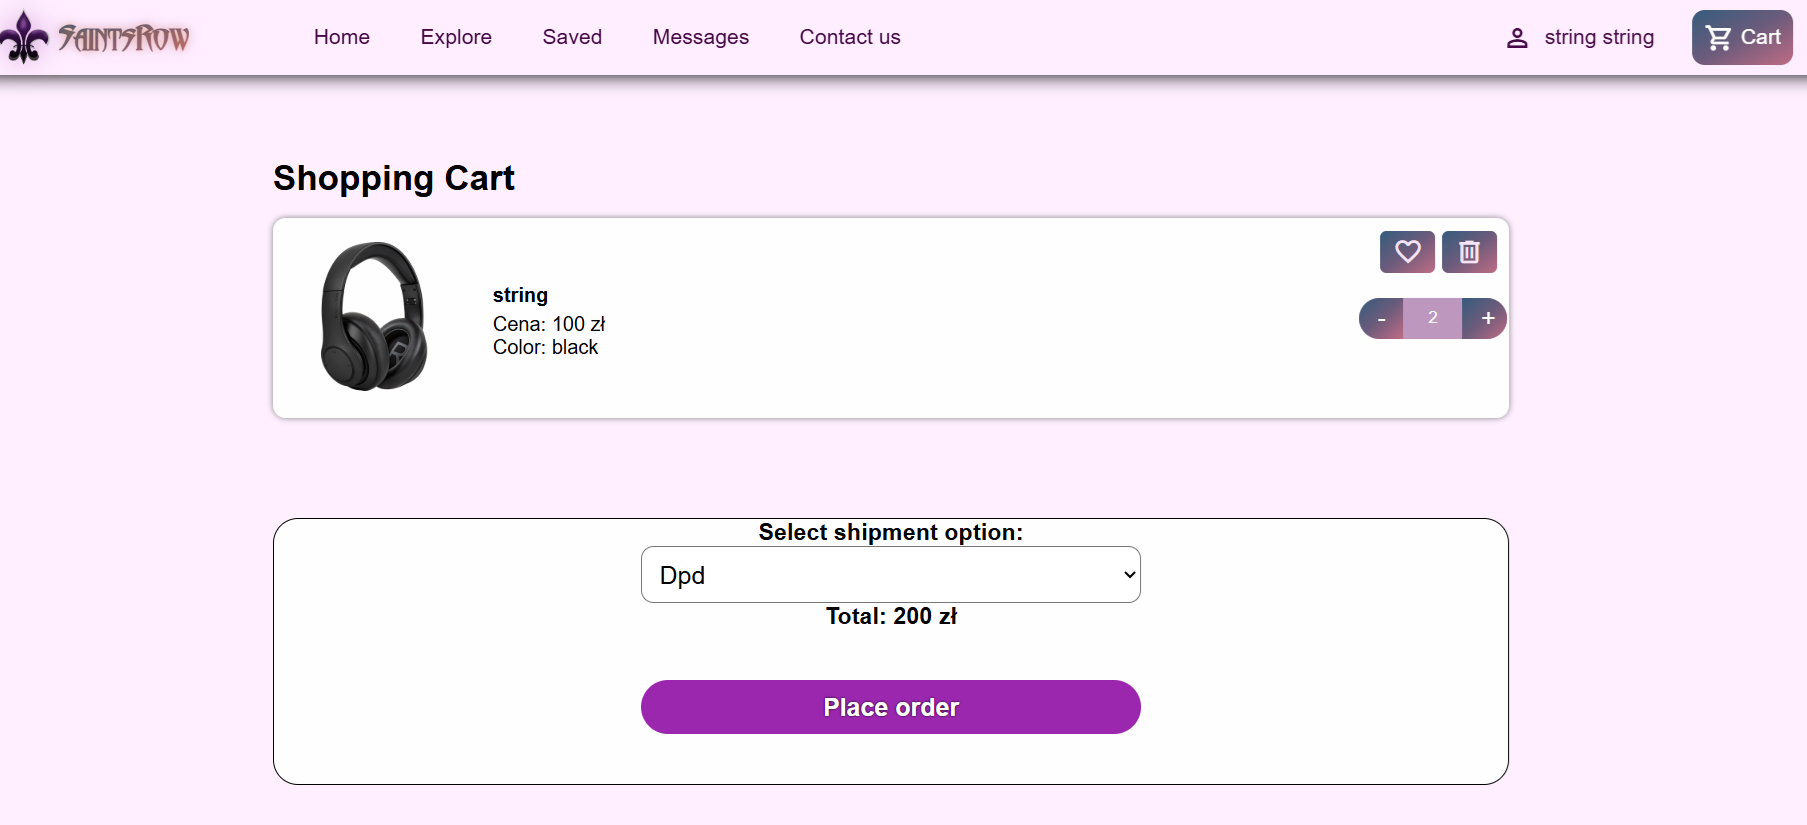 SaintsRow
Home Explore Saved Messages Contact us string string Cart
Shopping Cart
string
Cena: 100 zł
Color: black
- 2 +
Select shipment option:
Dpd
Total: 200 zł
Place order